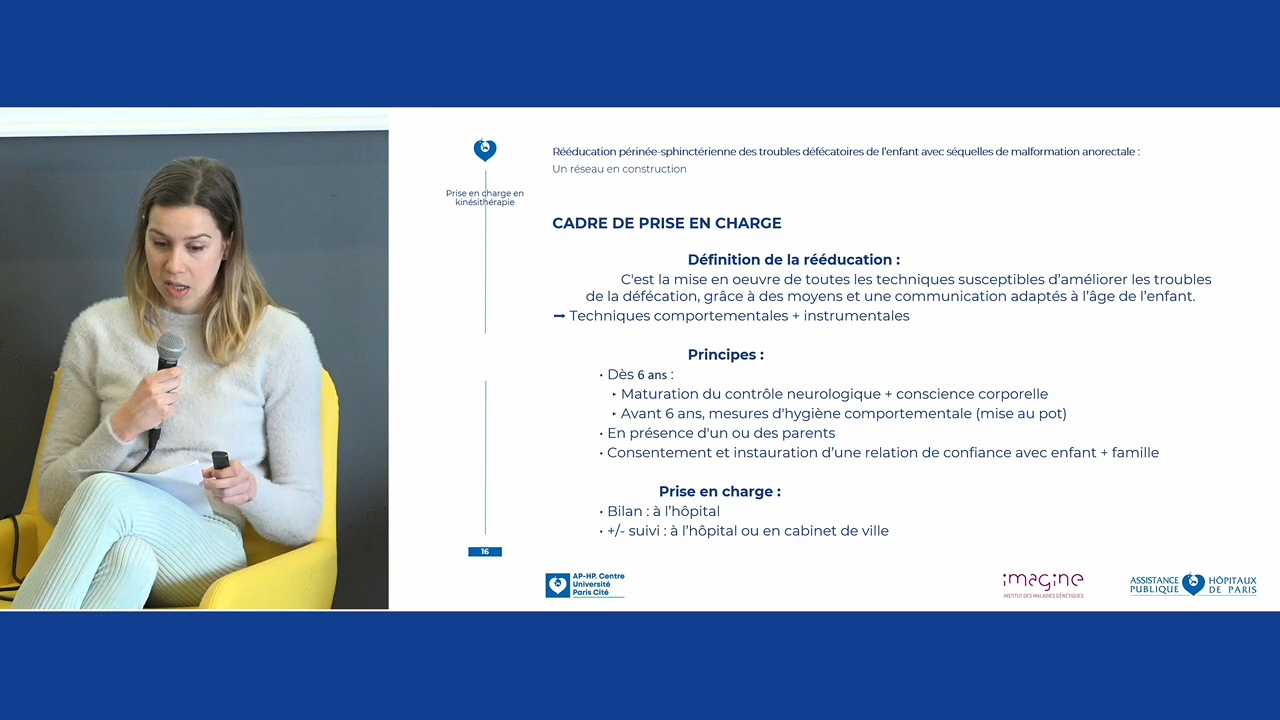 Rééducation périnée-sphinctérienne des troubles défécatoires de l'enfant avec séquelles de malformation anorectale :
Un réseau en construction
Prise en charge en
kinésithérapie
CADRE DE PRISE EN CHARGE
Définition de la rééducation :
C'est la mise en oeuvre de toutes les techniques susceptibles d'améliorer les troubles
de la défécation, grâce à des moyens et une communication adaptés à l'âge de l'enfant.
➞ Techniques comportementales + instrumentales
Principes :
• Dès 6 ans :
‣ Maturation du contrôle neurologique + conscience corporelle
‣ Avant 6 ans, mesures d'hygiène comportementale (mise au pot)
• En présence d'un ou des parents
• Consentement et instauration d'une relation de confiance avec enfant + famille
Prise en charge :
• Bilan : à l'hôpital
• +/- suivi : à l'hôpital ou en cabinet de ville
16
AP-HP. Centre
Université
Paris Cité
imagine
INSTITUT DES MALADIES GÉNÉTIQUES
ASSISTANCE HÔPITAUX
PUBLIQUE DE PARIS